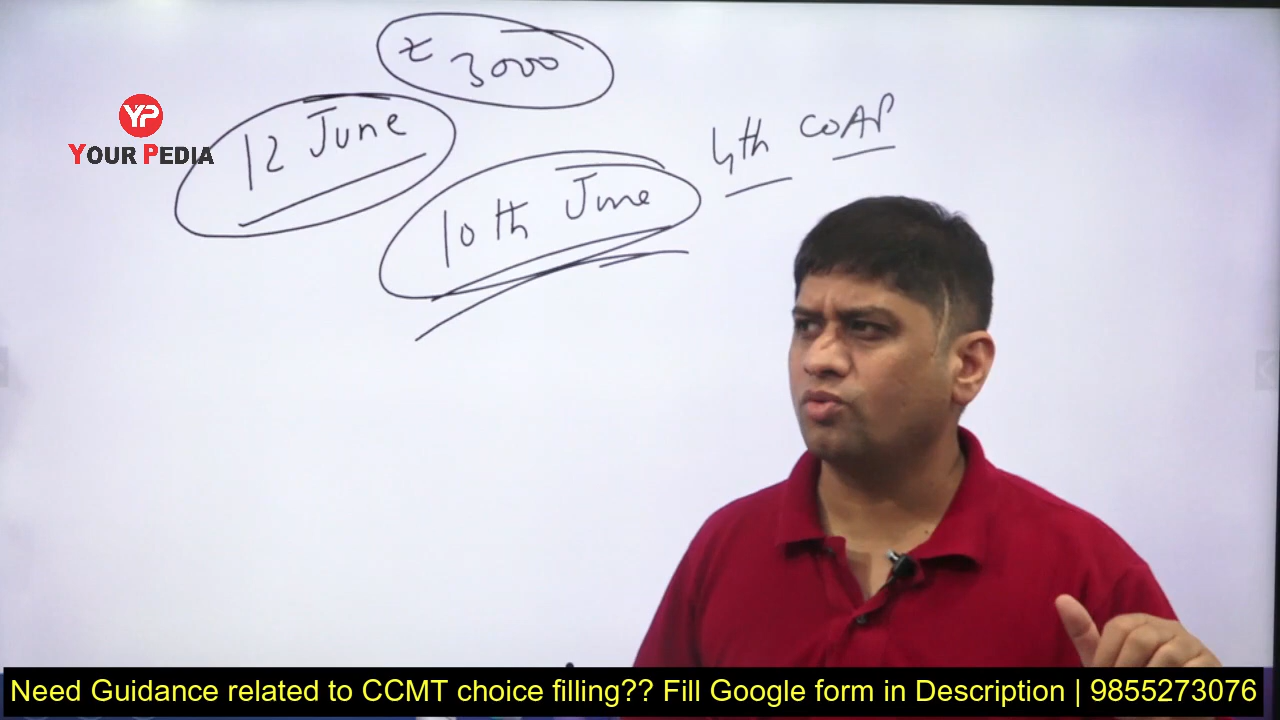 ₹ 3000
YP
YOUR PEDIA
12 June
4th COAP
10th June
Need Guidance related to CCMT choice filling?? Fill Google form in Description | 9855273076